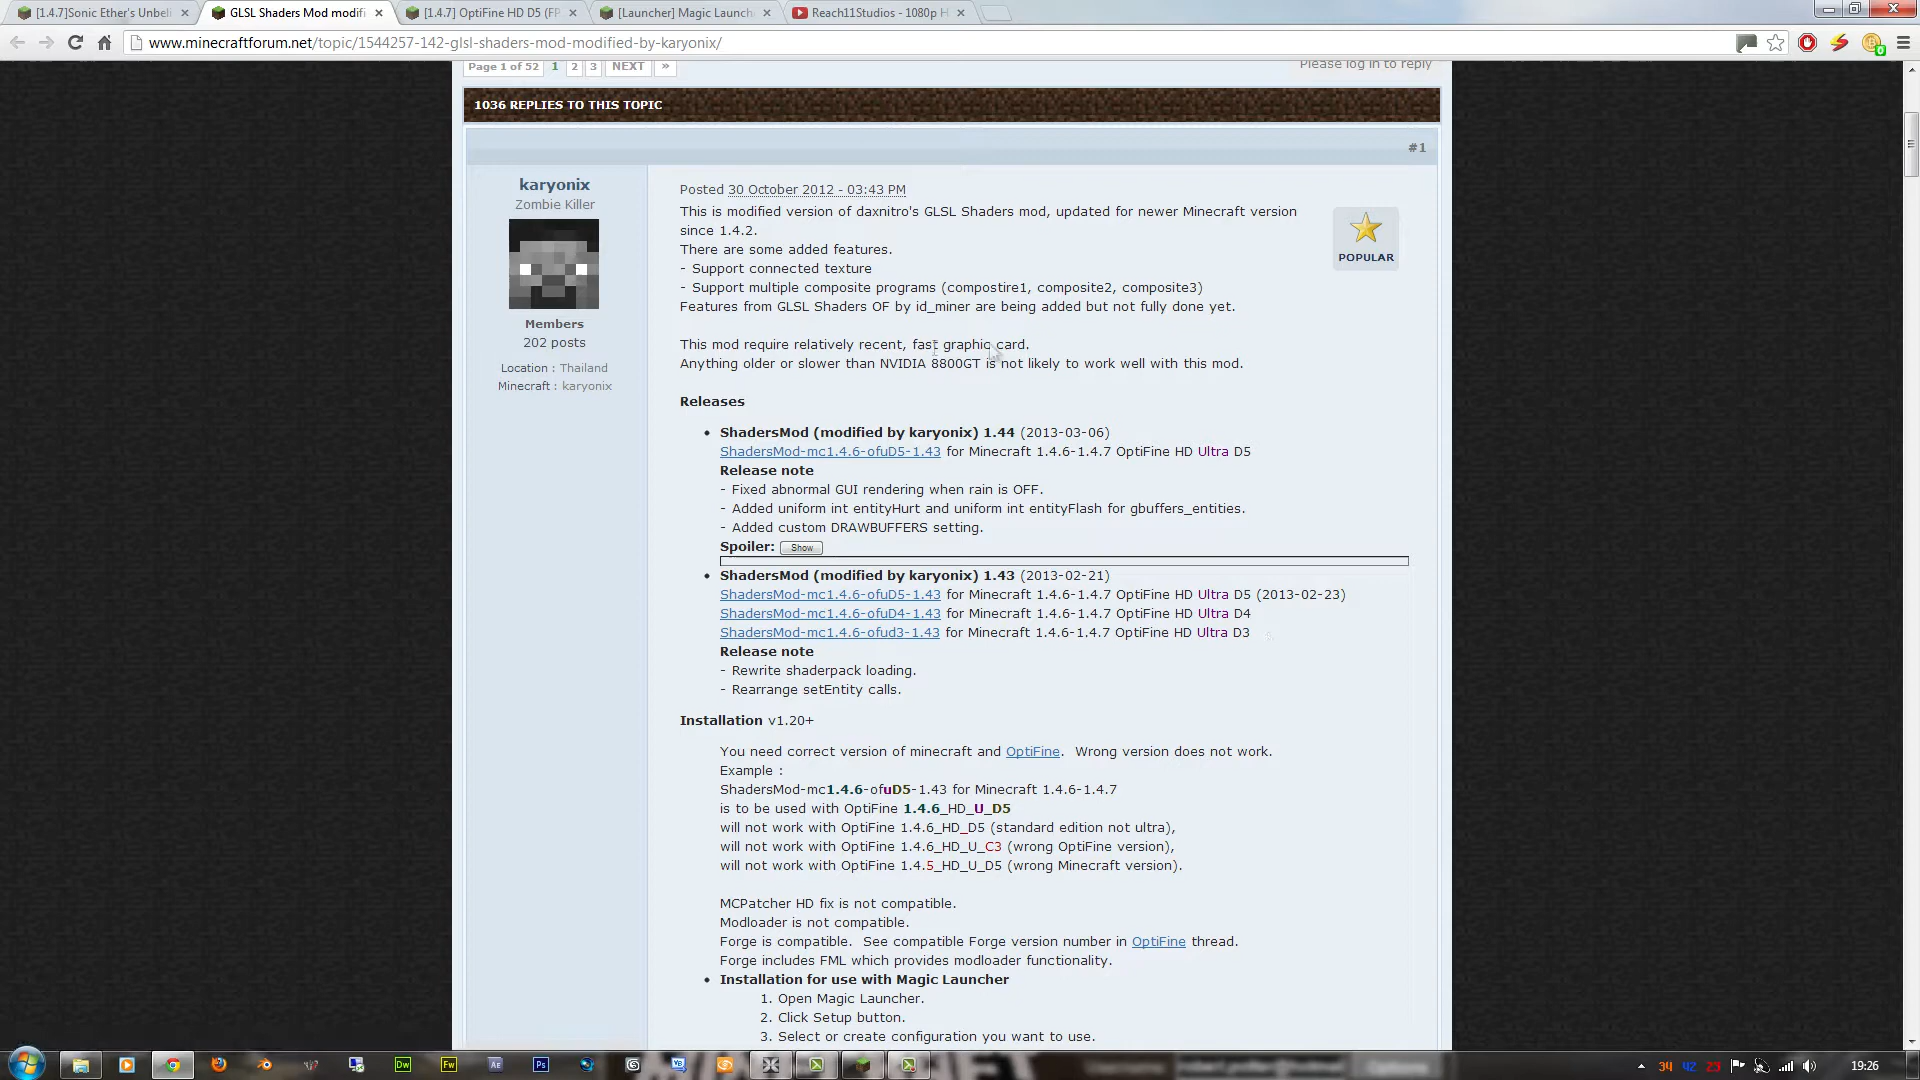 [1.4.7]Sonic Ether's Unbeli
GLSL Shaders Mod modifi
[1.4.7] OptiFine HD D5 (FP
[Launcher] Magic Launch
Reach11Studios - 1080p H
www.minecraftforum.net/topic/1544257-142-glsl-shaders-mod-modified-by-karyonix/
Page 1 of 52 1 2 3 NEXT »
Please log in to reply
1036 REPLIES TO THIS TOPIC
#1
karyonix
Zombie Killer
Members
202 posts
Location : Thailand
Minecraft : karyonix
Posted 30 October 2012 - 03:43 PM
This is modified version of daxnitro's GLSL Shaders mod, updated for newer Minecraft version
since 1.4.2.
There are some added features.
- Support connected texture
- Support multiple composite programs (compostire1, composite2, composite3)
Features from GLSL Shaders OF by id_miner are being added but not fully done yet.
POPULAR
This mod require relatively recent, fast graphic card.
Anything older or slower than NVIDIA 8800GT is not likely to work well with this mod.
Releases
• ShadersMod (modified by karyonix) 1.44 (2013-03-06)
ShadersMod-mc1.4.6-ofuD5-1.43 for Minecraft 1.4.6-1.4.7 OptiFine HD Ultra D5
Release note
- Fixed abnormal GUI rendering when rain is OFF.
- Added uniform int entityHurt and uniform int entityFlash for gbuffers_entities.
- Added custom DRAWBUFFERS setting.
Spoiler: Show
• ShadersMod (modified by karyonix) 1.43 (2013-02-21)
ShadersMod-mc1.4.6-ofuD5-1.43 for Minecraft 1.4.6-1.4.7 OptiFine HD Ultra D5 (2013-02-23)
ShadersMod-mc1.4.6-ofuD4-1.43 for Minecraft 1.4.6-1.4.7 OptiFine HD Ultra D4
ShadersMod-mc1.4.6-ofud3-1.43 for Minecraft 1.4.6-1.4.7 OptiFine HD Ultra D3
Release note
- Rewrite shaderpack loading.
- Rearrange setEntity calls.
Installation v1.20+
You need correct version of minecraft and OptiFine. Wrong version does not work.
Example :
ShadersMod-mc1.4.6-ofuD5-1.43 for Minecraft 1.4.6-1.4.7
is to be used with OptiFine 1.4.6_HD_U_D5
will not work with OptiFine 1.4.6_HD_D5 (standard edition not ultra),
will not work with OptiFine 1.4.6_HD_U_C3 (wrong OptiFine version),
will not work with OptiFine 1.4.5_HD_U_D5 (wrong Minecraft version).
MCPatcher HD fix is not compatible.
Modloader is not compatible.
Forge is compatible. See compatible Forge version number in OptiFine thread.
Forge includes FML which provides modloader functionality.
• Installation for use with Magic Launcher
1. Open Magic Launcher.
2. Click Setup button.
3. Select or create configuration you want to use.
Dw Fw Ae Ps
34 42 23
19:26